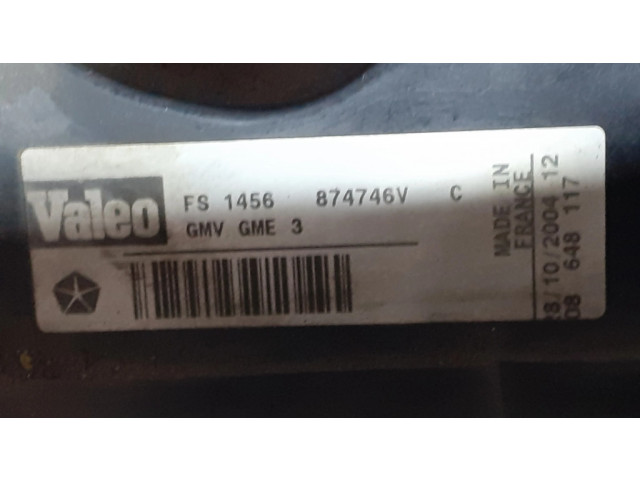 Valeo
FS 1456 874746V C
GMV GME 3
MADE IN
FRANCE
28/10/2004 12
08 648 117